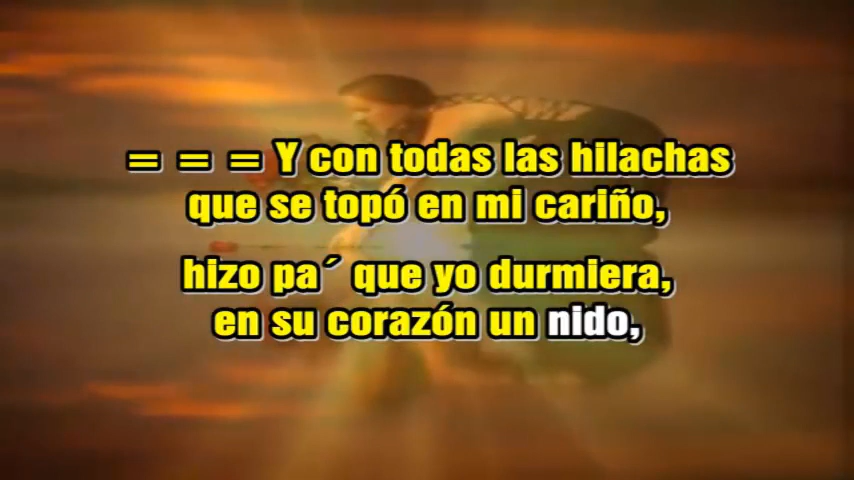 = = = Y con todas las hilachas
que se topó en mi cariño,
hizo pa´ que yo durmiera,
en su corazón un nido,